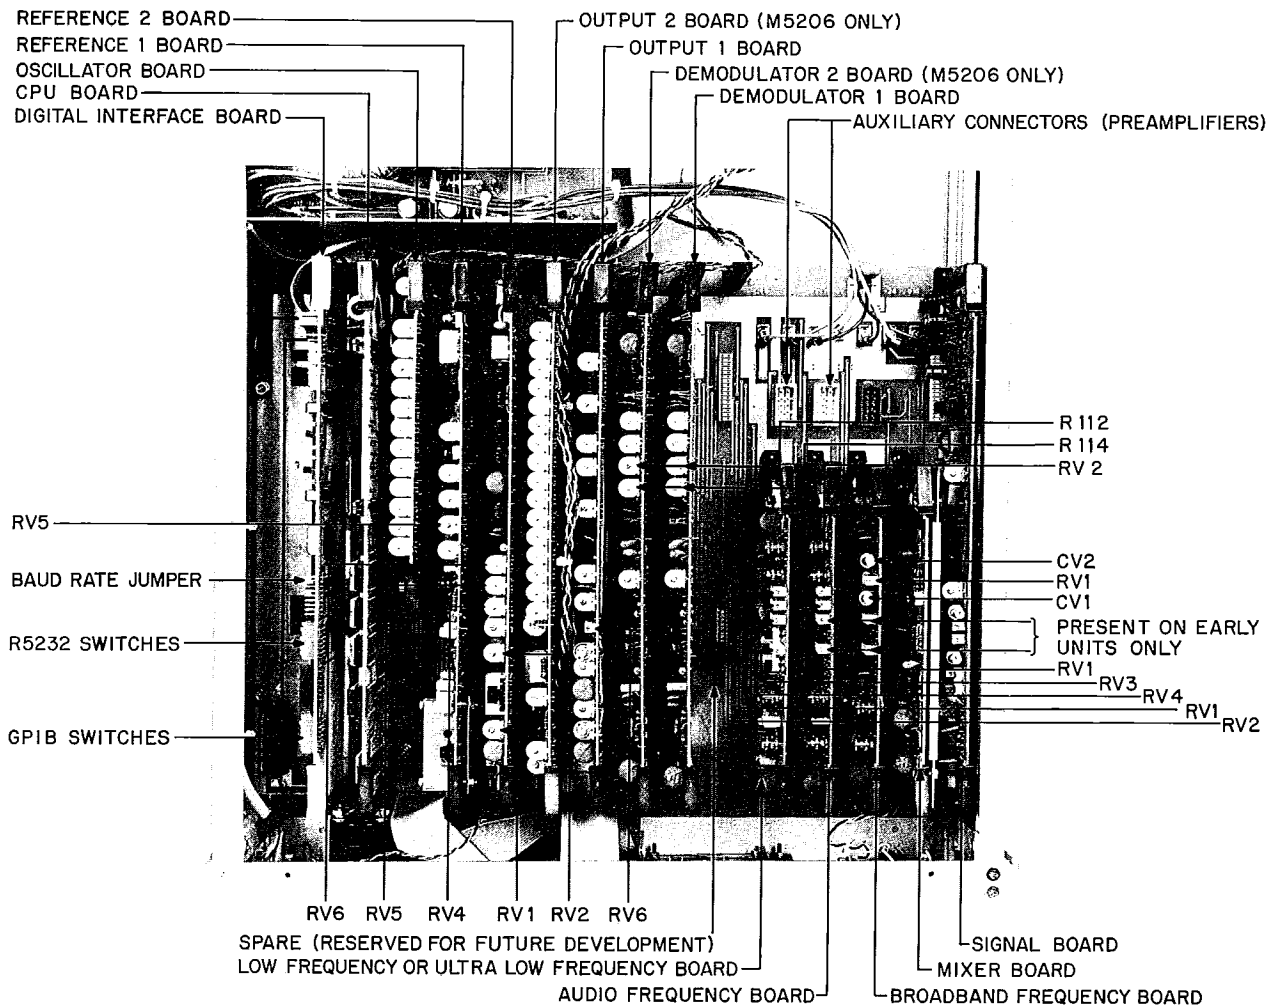 REFERENCE 2 BOARD
REFERENCE 1 BOARD
OSCILLATOR BOARD
CPU BOARD
DIGITAL INTERFACE BOARD
OUTPUT 2 BOARD (M5206 ONLY)
OUTPUT 1 BOARD
DEMODULATOR 2 BOARD (M5206 ONLY)
DEMODULATOR 1 BOARD
AUXILIARY CONNECTORS (PREAMPLIFIERS)
R 112
R 114
RV 2
RV5
BAUD RATE JUMPER
R5232 SWITCHES
GPIB SWITCHES
CV2
RV1
CV1
PRESENT ON EARLY
UNITS ONLY
RV1
RV3
RV4
RV1
RV2
RV6 RV5 RV4 RV1 RV2 RV6
SPARE (RESERVED FOR FUTURE DEVELOPMENT)
LOW FREQUENCY OR ULTRA LOW FREQUENCY BOARD
AUDIO FREQUENCY BOARD
SIGNAL BOARD
MIXER BOARD
BROADBAND FREQUENCY BOARD